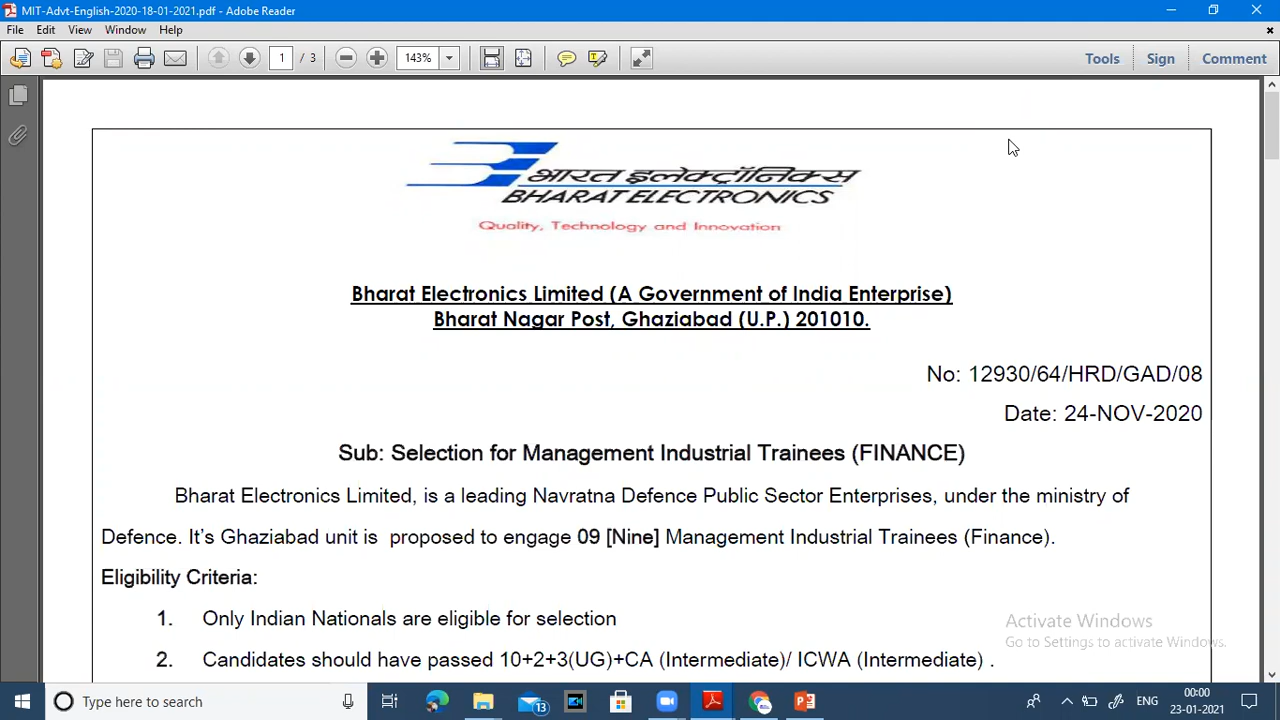 MIT-Advt-English-2020-18-01-2021.pdf - Adobe Reader
File Edit View Window Help
1 / 3 143% Tools Sign Comment
भारत इलेक्ट्रॉनिक्स
BHARAT ELECTRONICS
Quality, Technology and Innovation
Bharat Electronics Limited (A Government of India Enterprise)
Bharat Nagar Post, Ghaziabad (U.P.) 201010.
No: 12930/64/HRD/GAD/08
Date: 24-NOV-2020
Sub: Selection for Management Industrial Trainees (FINANCE)
Bharat Electronics Limited, is a leading Navratna Defence Public Sector Enterprises, under the ministry of
Defence. It’s Ghaziabad unit is proposed to engage 09 [Nine] Management Industrial Trainees (Finance).
Eligibility Criteria:
1. Only Indian Nationals are eligible for selection
2. Candidates should have passed 10+2+3(UG)+CA (Intermediate)/ ICWA (Intermediate) .
Activate Windows
Go to Settings to activate Windows.
Type here to search
13
ENG
00:00
23-01-2021